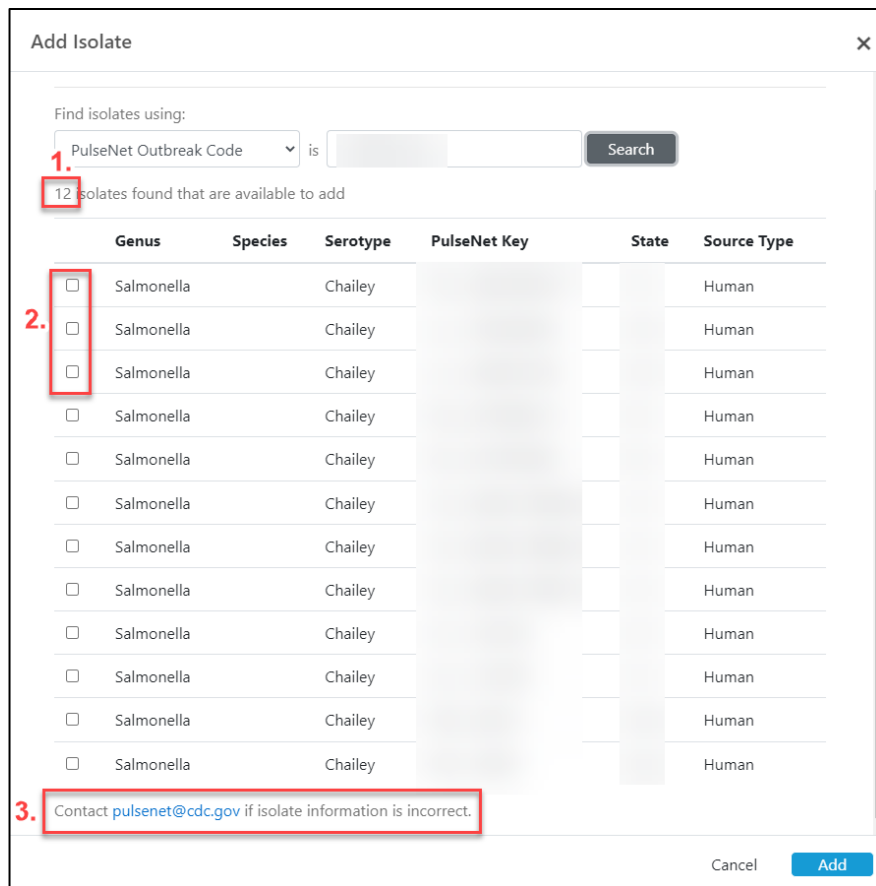 Add Isolate ×
Find isolates using:
PulseNet Outbreak Code is Search
1.
12 isolates found that are available to add
Genus Species Serotype PulseNet Key State Source Type
Salmonella Chailey Human
2.
Salmonella Chailey Human
Salmonella Chailey Human
Salmonella Chailey Human
Salmonella Chailey Human
Salmonella Chailey Human
Salmonella Chailey Human
Salmonella Chailey Human
Salmonella Chailey Human
Salmonella Chailey Human
Salmonella Chailey Human
Salmonella Chailey Human
3. Contact pulsenet@cdc.gov if isolate information is incorrect.
Cancel Add